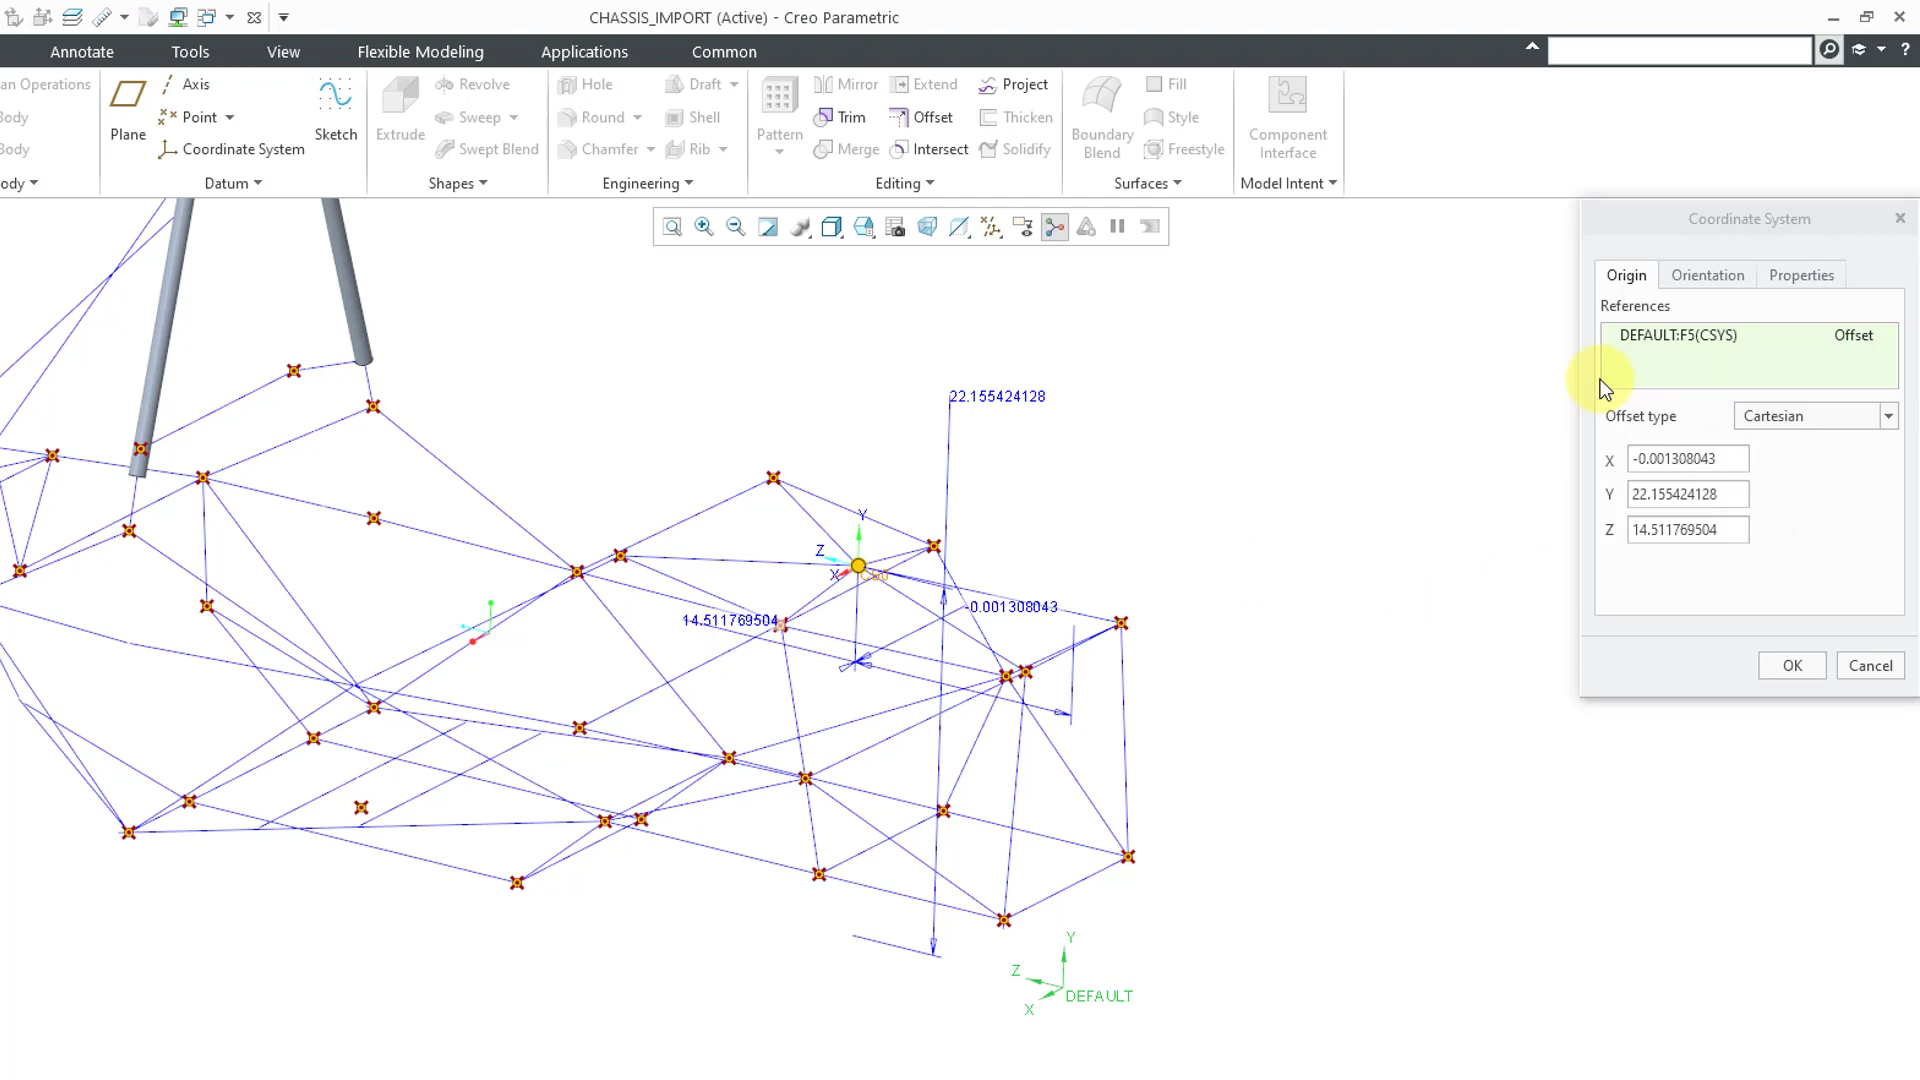 CHASSIS_IMPORT (Active) - Creo Parametric
Annotate Tools View Flexible Modeling Applications Common
an Operations Axis Revolve Hole Draft Mirror Extend Project Fill
ody Point Sweep Round Shell Trim Offset Thicken Style
Plane Sketch Extrude Pattern Boundary Blend Component Interface
Body Coordinate System Swept Blend Chamfer Rib Merge Intersect Solidify Freestyle
ody Datum Shapes Engineering Editing Surfaces Model Intent
Coordinate System
Origin Orientation Properties
References
DEFAULT:F5(CSYS) Offset
Offset type Cartesian
X -0.001308043
Y 22.155424128
Z 14.511769504
OK Cancel
22.155424128
Y
Z
X
-0.001308043
14.511769504
Y
Z
DEFAULT
X